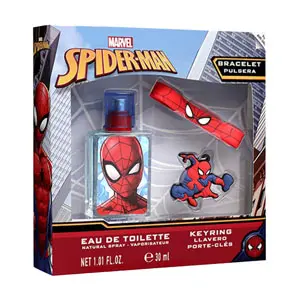 MARVEL
SPIDER-MAN
BRACELET
PULSERA
EAU DE TOILETTE
NATURAL SPRAY - VAPORISATEUR
NET 1.01 FL.OZ. ℮ 30 ml
KEYRING
LLAVERO
PORTE-CLÉS